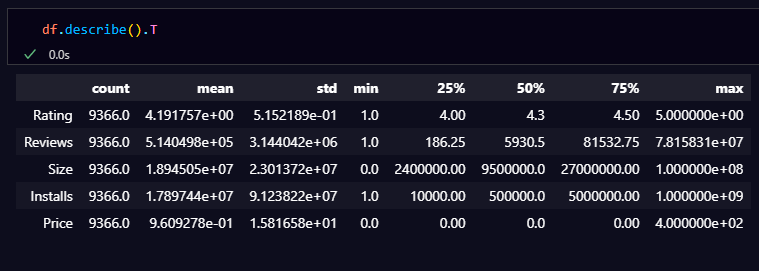 df.describe().T
0.0s
count mean std min 25% 50% 75% max
Rating 9366.0 4.191757e+00 5.152189e-01 1.0 4.00 4.3 4.50 5.000000e+00
Reviews 9366.0 5.140498e+05 3.144042e+06 1.0 186.25 5930.5 81532.75 7.815831e+07
Size 9366.0 1.894505e+07 2.301372e+07 0.0 2400000.00 9500000.0 27000000.00 1.000000e+08
Installs 9366.0 1.789744e+07 9.123822e+07 1.0 10000.00 500000.0 5000000.00 1.000000e+09
Price 9366.0 9.609278e-01 1.581658e+01 0.0 0.00 0.0 0.00 4.000000e+02